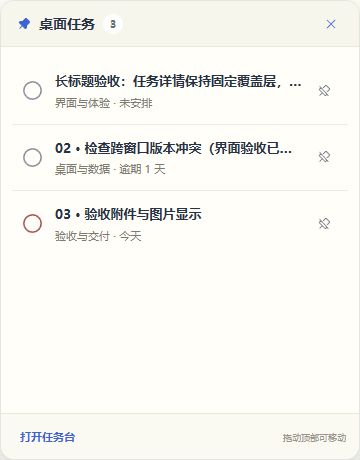 桌面任务 3
长标题验收：任务详情保持固定覆盖层，...
界面与体验 · 未安排
02 • 检查跨窗口版本冲突（界面验收已...
桌面与数据 · 逾期 1 天
03 • 验收附件与图片显示
验收与交付 · 今天
打开任务台
拖动顶部可移动